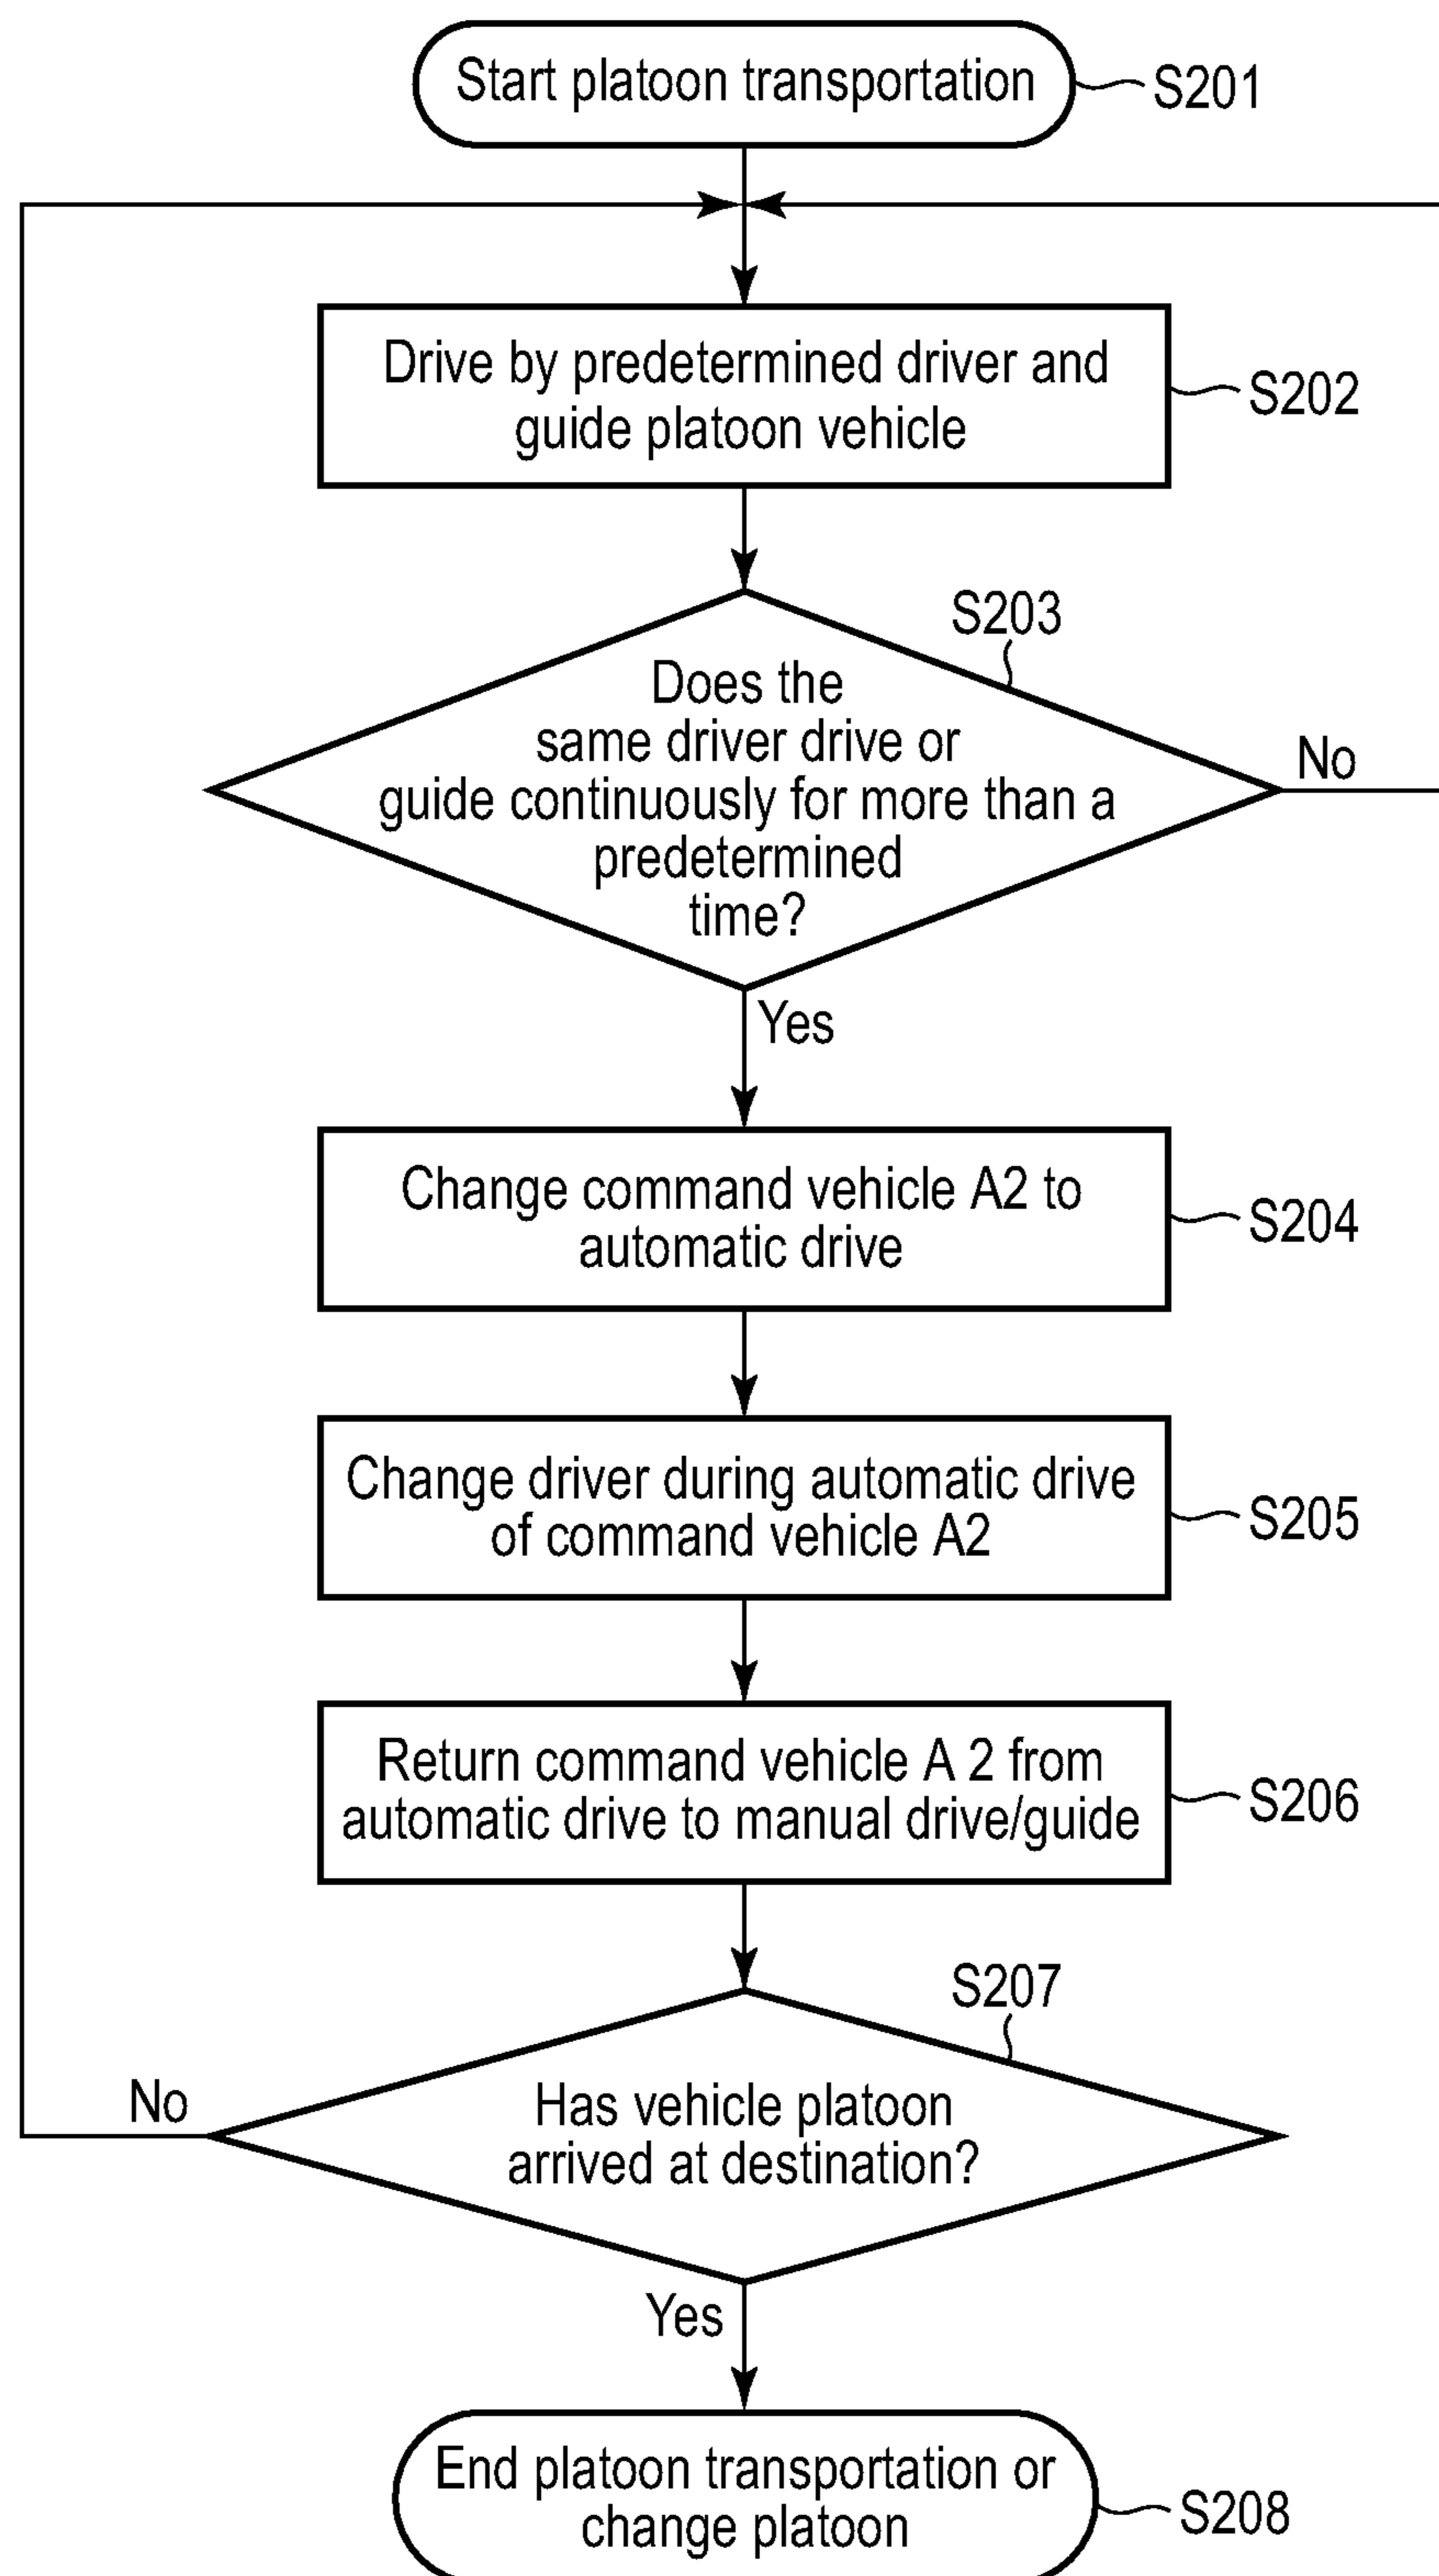 Start platoon transportation
S201
Drive by predetermined driver and
guide platoon vehicle
S202
S203
Does the
same driver drive or
guide continuously for more than a
predetermined
time?
No
Yes
Change command vehicle A2 to
automatic drive
S204
Change driver during automatic drive
of command vehicle A2
S205
Return command vehicle A 2 from
automatic drive to manual drive/guide
S206
S207
Has vehicle platoon
arrived at destination?
No
Yes
End platoon transportation or
change platoon
S208